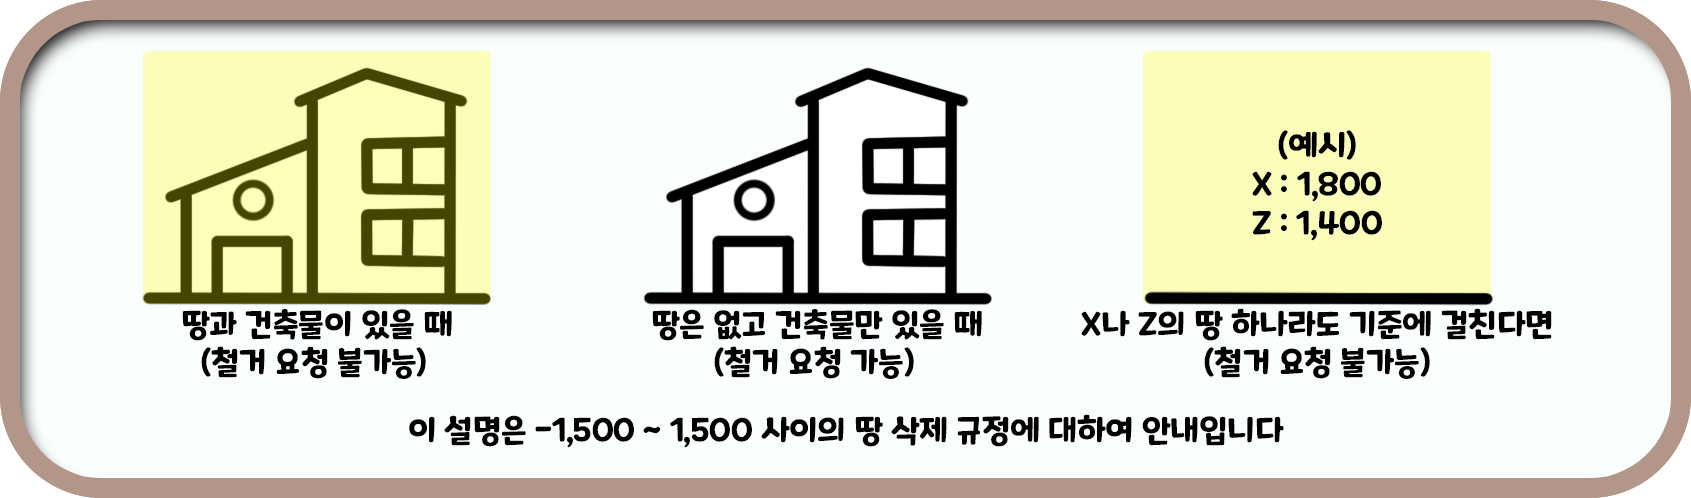 (예시)
X : 1,800
Z : 1,400
땅과 건축물이 있을 때
(철거 요청 불가능)
땅은 없고 건축물만 있을 때
(철거 요청 가능)
X나 Z의 땅 하나라도 기준에 걸친다면
(철거 요청 불가능)
이 설명은 -1,500 ~ 1,500 사이의 땅 삭제 규정에 대하여 안내입니다